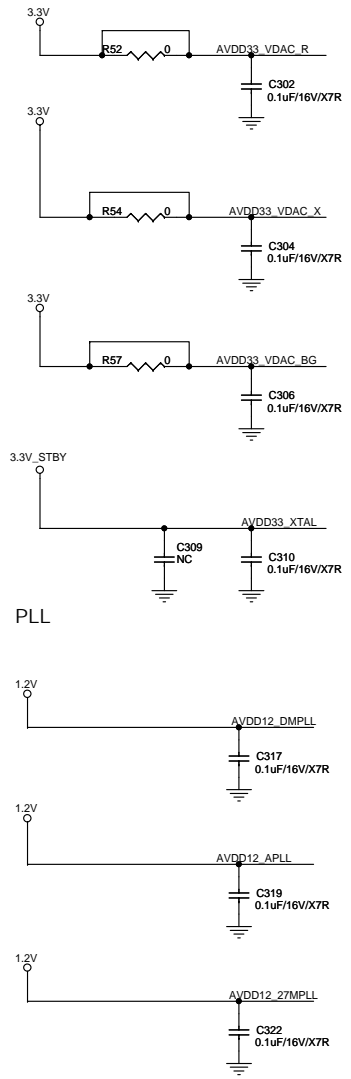 3.3V
R52 0 AVDD33_VDAC_R
C302
0.1uF/16V/X7R
3.3V
R54 0 AVDD33_VDAC_X
C304
0.1uF/16V/X7R
3.3V
R57 0 AVDD33_VDAC_BG
C306
0.1uF/16V/X7R
3.3V_STBY
AVDD33_XTAL
C309
NC
C310
0.1uF/16V/X7R
PLL
1.2V
AVDD12_DMPLL
C317
0.1uF/16V/X7R
1.2V
AVDD12_APLL
C319
0.1uF/16V/X7R
1.2V
AVDD12_27MPLL
C322
0.1uF/16V/X7R